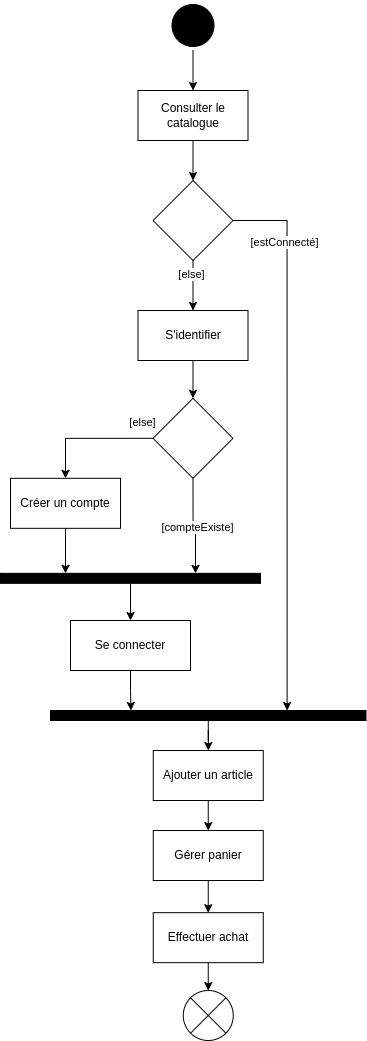 Consulter le
catalogue
[estConnecté]
[else]
S'identifier
[else]
Créer un compte
[compteExiste]
Se connecter
Ajouter un article
Gérer panier
Effectuer achat